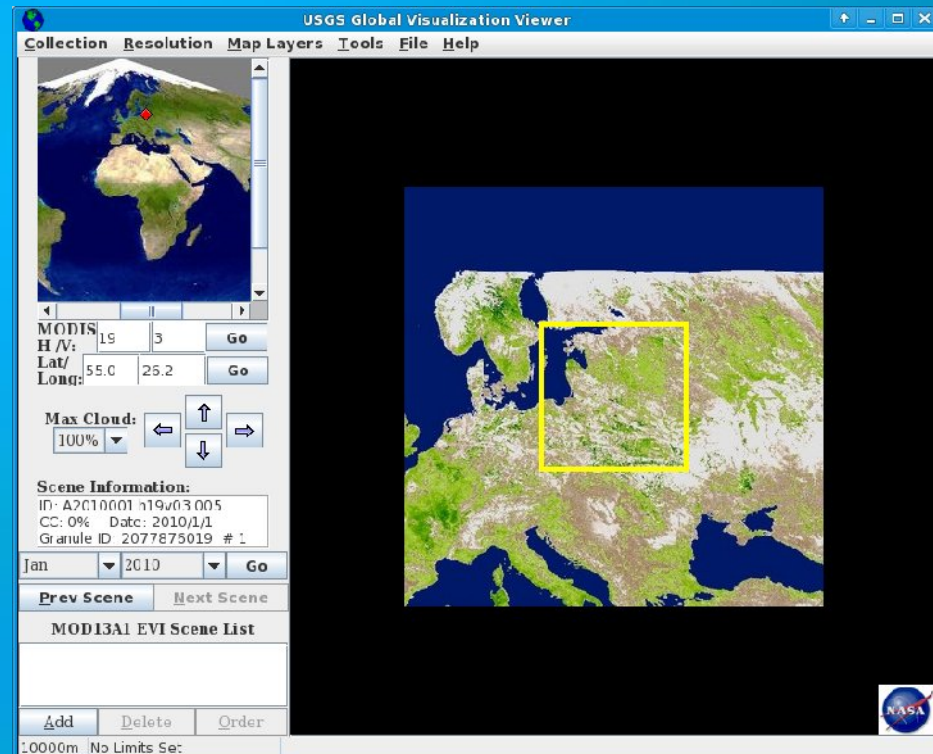 USGS Global Visualization Viewer
Collection Resolution Map Layers Tools File Help
MODIS H /V: 19 3 Go
Lat/ Long: 55.0 26.2 Go
Max Cloud:
100%
Scene Information:
ID: A2010001 h19v03 005
CC: 0% Date: 2010/1/1
Granule ID 2077875019 # 1
Jan 2010 Go
Prev Scene Next Scene
MOD13A1 EVI Scene List
Add Delete Order
10000m No Limits Set
NASA